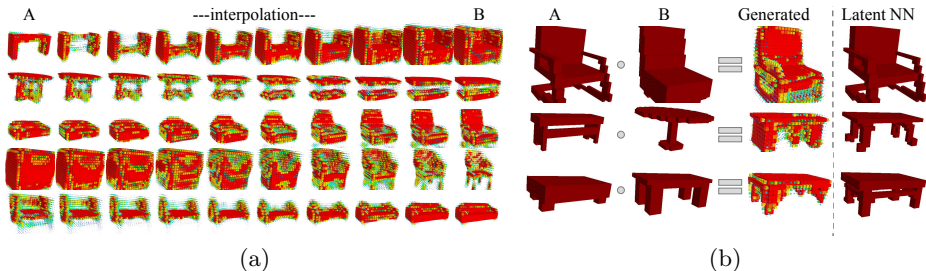 A ---interpolation--- B
A B Generated Latent NN
(a) (b)